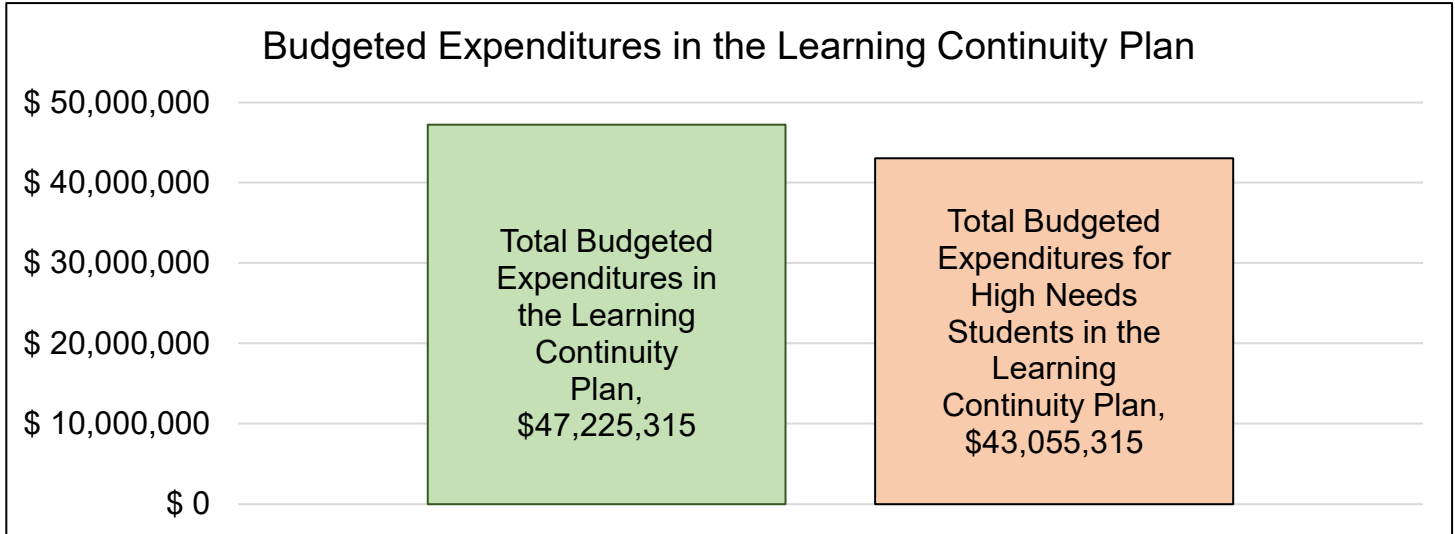 Budgeted Expenditures in the Learning Continuity Plan
$ 50,000,000
$ 40,000,000
$ 30,000,000
$ 20,000,000
$ 10,000,000
$ 0
Total Budgeted
Expenditures in
the Learning
Continuity
Plan,
$47,225,315
Total Budgeted
Expenditures for
High Needs
Students in the
Learning
Continuity Plan,
$43,055,315